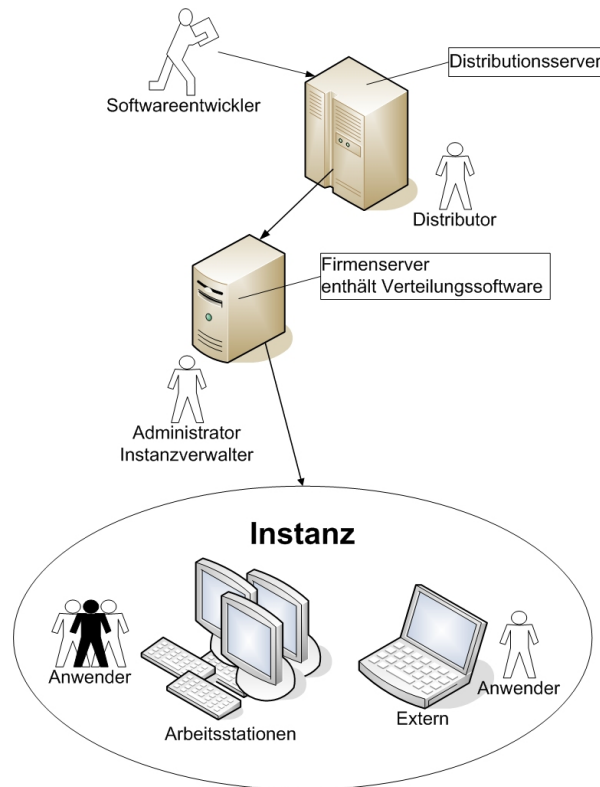 Softwareentwickler
Distributionsserver
Distributor
Firmenserver
enthält Verteilungssoftware
Administrator
Instanzverwalter
Instanz
Anwender
Arbeitsstationen
Extern
Anwender